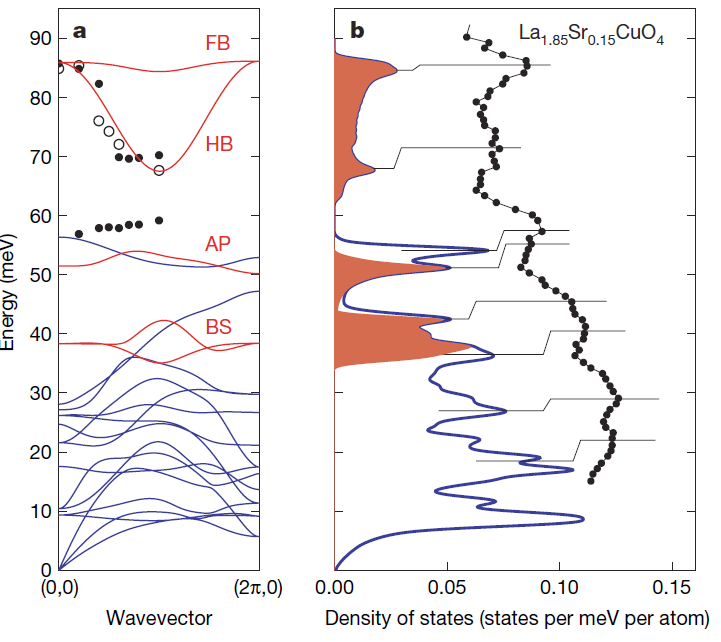 a
FB
HB
AP
BS
90
80
70
60
50
40
30
20
10
0
Energy (meV)
(0,0)
(2π,0)
Wavevector
b
La1.85Sr0.15CuO4
0.00
0.05
0.10
0.15
Density of states (states per meV per atom)